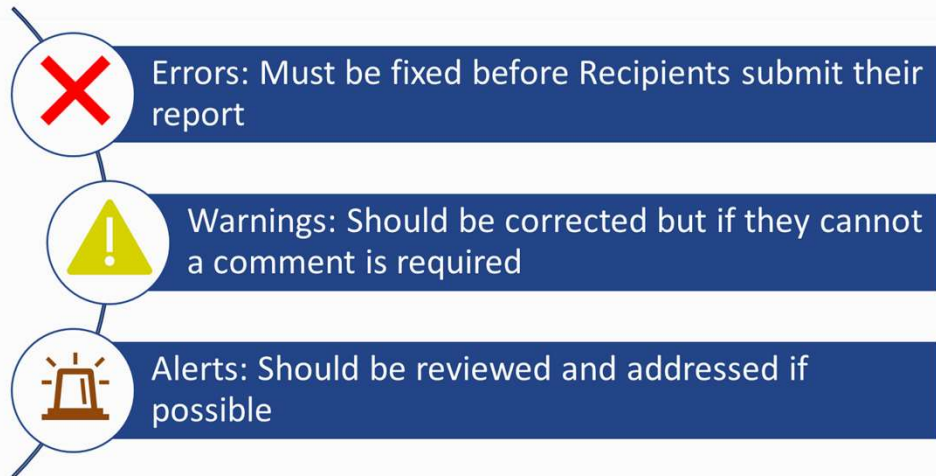 Errors: Must be fixed before Recipients submit their
report
Warnings: Should be corrected but if they cannot
a comment is required
Alerts: Should be reviewed and addressed if
possible